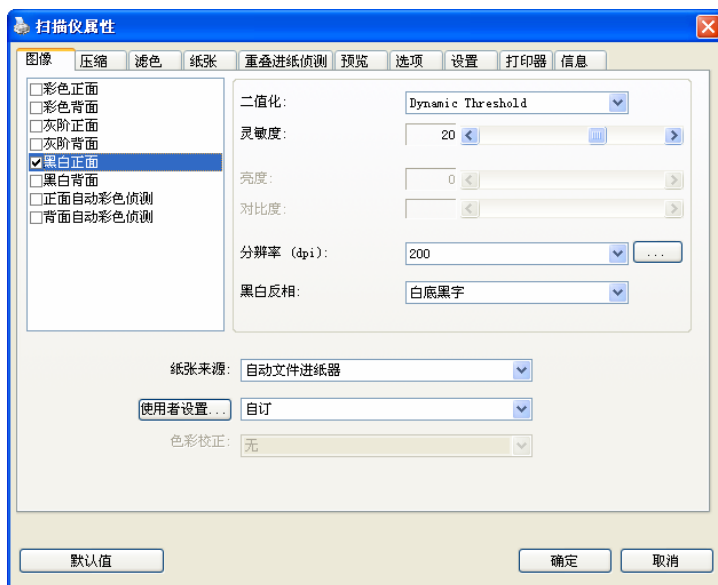 扫描仪属性
图像 压缩 滤色 纸张 重叠进纸侦测 预览 选项 设置 打印器 信息
彩色正面
彩色背面
灰阶正面
灰阶背面
黑白正面
黑白背面
正面自动彩色侦测
背面自动彩色侦测
二值化: Dynamic Threshold
灵敏度: 20
亮度: 0
对比度:
分辨率 (dpi): 200 ...
黑白反相: 白底黑字
纸张来源: 自动文件进纸器
使用者设置... 自订
色彩校正: 无
默认值 确定 取消